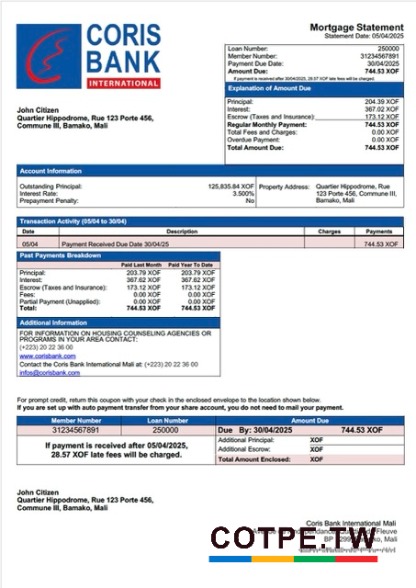 CORIS
BANK
INTERNATIONAL
Mortgage Statement
Statement Date: 05/04/2025
Loan Number: 250000
Member Number: 31234567891
Payment Due Date: 30/04/2025
Amount Due: 744.53 XOF
If payment is received after 30/04/2025, 28.57 XOF late fees will be charged.
John Citizen
Quartier Hippodrome, Rue 123 Porte 456,
Commune III, Bamako, Mali
Explanation of Amount Due
Principal: 204.39 XOF
Interest: 367.02 XOF
Escrow (Taxes and Insurance): 173.12 XOF
Regular Monthly Payment: 744.53 XOF
Total Fees and Charges: 0.00 XOF
Overdue Payment: 0.00 XOF
Total Amount Due: 744.53 XOF
Account Information
Outstanding Principal: 125,835.84 XOF
Interest Rate: 3.500%
Prepayment Penalty: No
Property Address: Quartier Hippodrome, Rue
123 Porte 456, Commune III,
Bamako, Mali
Transaction Activity (05/04 to 30/04)
Date Description Charges Payments
05/04 Payment Received Due Date 30/04/25 744.53 XOF
Past Payments Breakdown
Paid Last Month Paid Year To Date
Principal: 203.79 XOF 203.79 XOF
Interest: 367.62 XOF 367.62 XOF
Escrow (Taxes and Insurance): 173.12 XOF 173.12 XOF
Fees: 0.00 XOF 0.00 XOF
Partial Payment (Unapplied): 0.00 XOF 0.00 XOF
Total: 744.53 XOF 744.53 XOF
Additional Information
FOR INFORMATION ON HOUSING COUNSELING AGENCIES OR
PROGRAMS IN YOUR AREA CONTACT:
(+223) 20 22 36 00
www.corisbank.com
Contact the Coris Bank International Mali at: (+223) 20 22 36 00
infos@corisbank.com
For prompt credit, return this coupon with your check in the enclosed envelope to the location shown below.
If you are set up with auto payment transfer from your share account, you do not need to mail your payment.
Member Number Loan Number Amount Due
31234567891 250000 Due By: 30/04/2025 744.53 XOF
If payment is received after 05/04/2025,
28.57 XOF late fees will be charged.
Additional Principal: XOF
Additional Escrow: XOF
Total Amount Enclosed: XOF
John Citizen
Quartier Hippodrome, Rue 123 Porte 456,
Commune III, Bamako, Mali
Coris Bank International Mali
Fleuve
BP Bamako, Mali
COTPE.TW